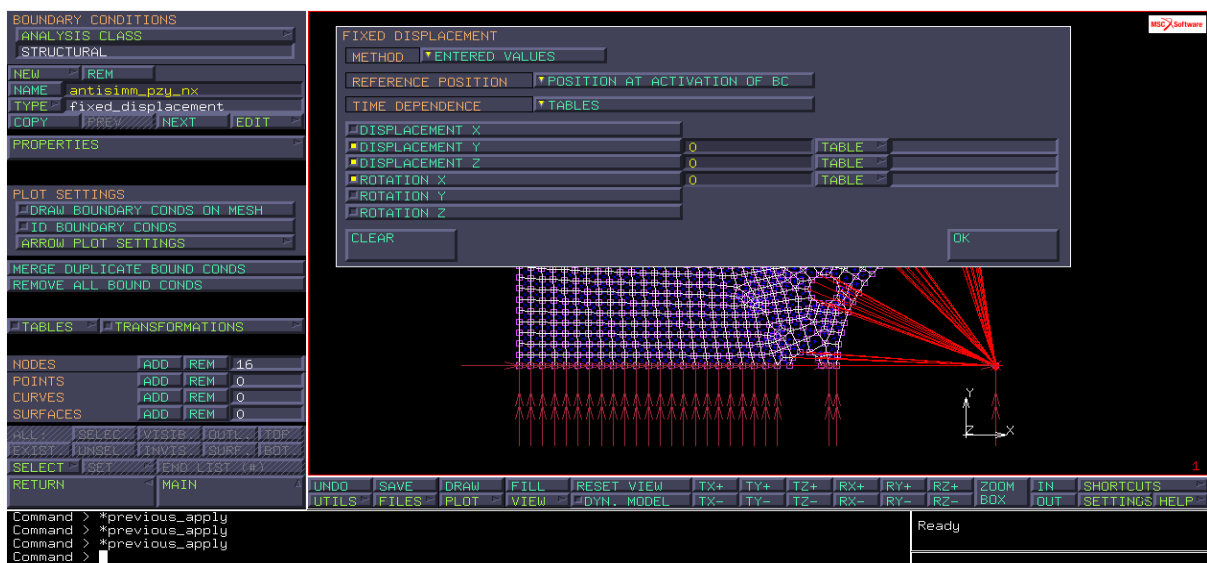 BOUNDARY CONDITIONS
ANALYSIS CLASS
STRUCTURAL
NEW REM
NAME antisimm_pzy_nx
TYPE fixed_displacement
COPY PREV NEXT EDIT
PROPERTIES
PLOT SETTINGS
DRAW BOUNDARY CONDS ON MESH
ID BOUNDARY CONDS
ARROW PLOT SETTINGS
MERGE DUPLICATE BOUND CONDS
REMOVE ALL BOUND CONDS
TABLES TRANSFORMATIONS
NODES ADD REM 16
POINTS ADD REM 0
CURVES ADD REM 0
SURFACES ADD REM 0
ALL: SELEC. VISIB. OUTL. TOP
EXIST. UNSEL. INVIS. SURF. BOT.
SELECT SET END LIST (#)
RETURN MAIN
MSC Software
FIXED DISPLACEMENT
METHOD ENTERED VALUES
REFERENCE POSITION POSITION AT ACTIVATION OF BC
TIME DEPENDENCE TABLES
DISPLACEMENT X
DISPLACEMENT Y 0 TABLE
DISPLACEMENT Z 0 TABLE
ROTATION X 0 TABLE
ROTATION Y
ROTATION Z
CLEAR OK
Y
Z X
1
UNDO SAVE DRAW FILL RESET VIEW TX+ TY+ TZ+ RX+ RY+ RZ+ ZOOM IN SHORTCUTS
UTILS FILES PLOT VIEW DYN. MODEL TX- TY- TZ- RX- RY- RZ- BOX OUT SETTINGS HELP
Command > *previous_apply
Command > *previous_apply
Command > *previous_apply
Command >
Ready